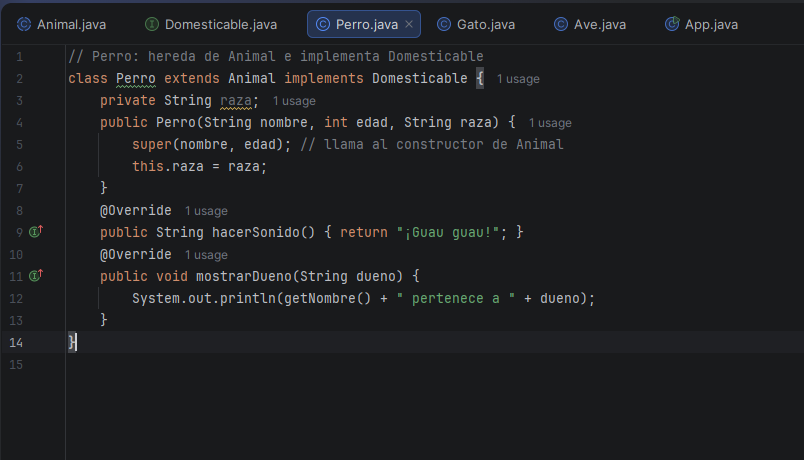 Animal.java Domesticable.java Perro.java Gato.java Ave.java App.java
1 // Perro: hereda de Animal e implementa Domesticable
2 class Perro extends Animal implements Domesticable { 1 usage
3 private String raza; 1 usage
4 public Perro(String nombre, int edad, String raza) { 1 usage
5 super(nombre, edad); // llama al constructor de Animal
6 this.raza = raza;
7 }
8 @Override 1 usage
9 public String hacerSonido() { return "¡Guau guau!"; }
10 @Override 1 usage
11 public void mostrarDueno(String dueno) {
12 System.out.println(getNombre() + " pertenece a " + dueno);
13 }
14 }
15